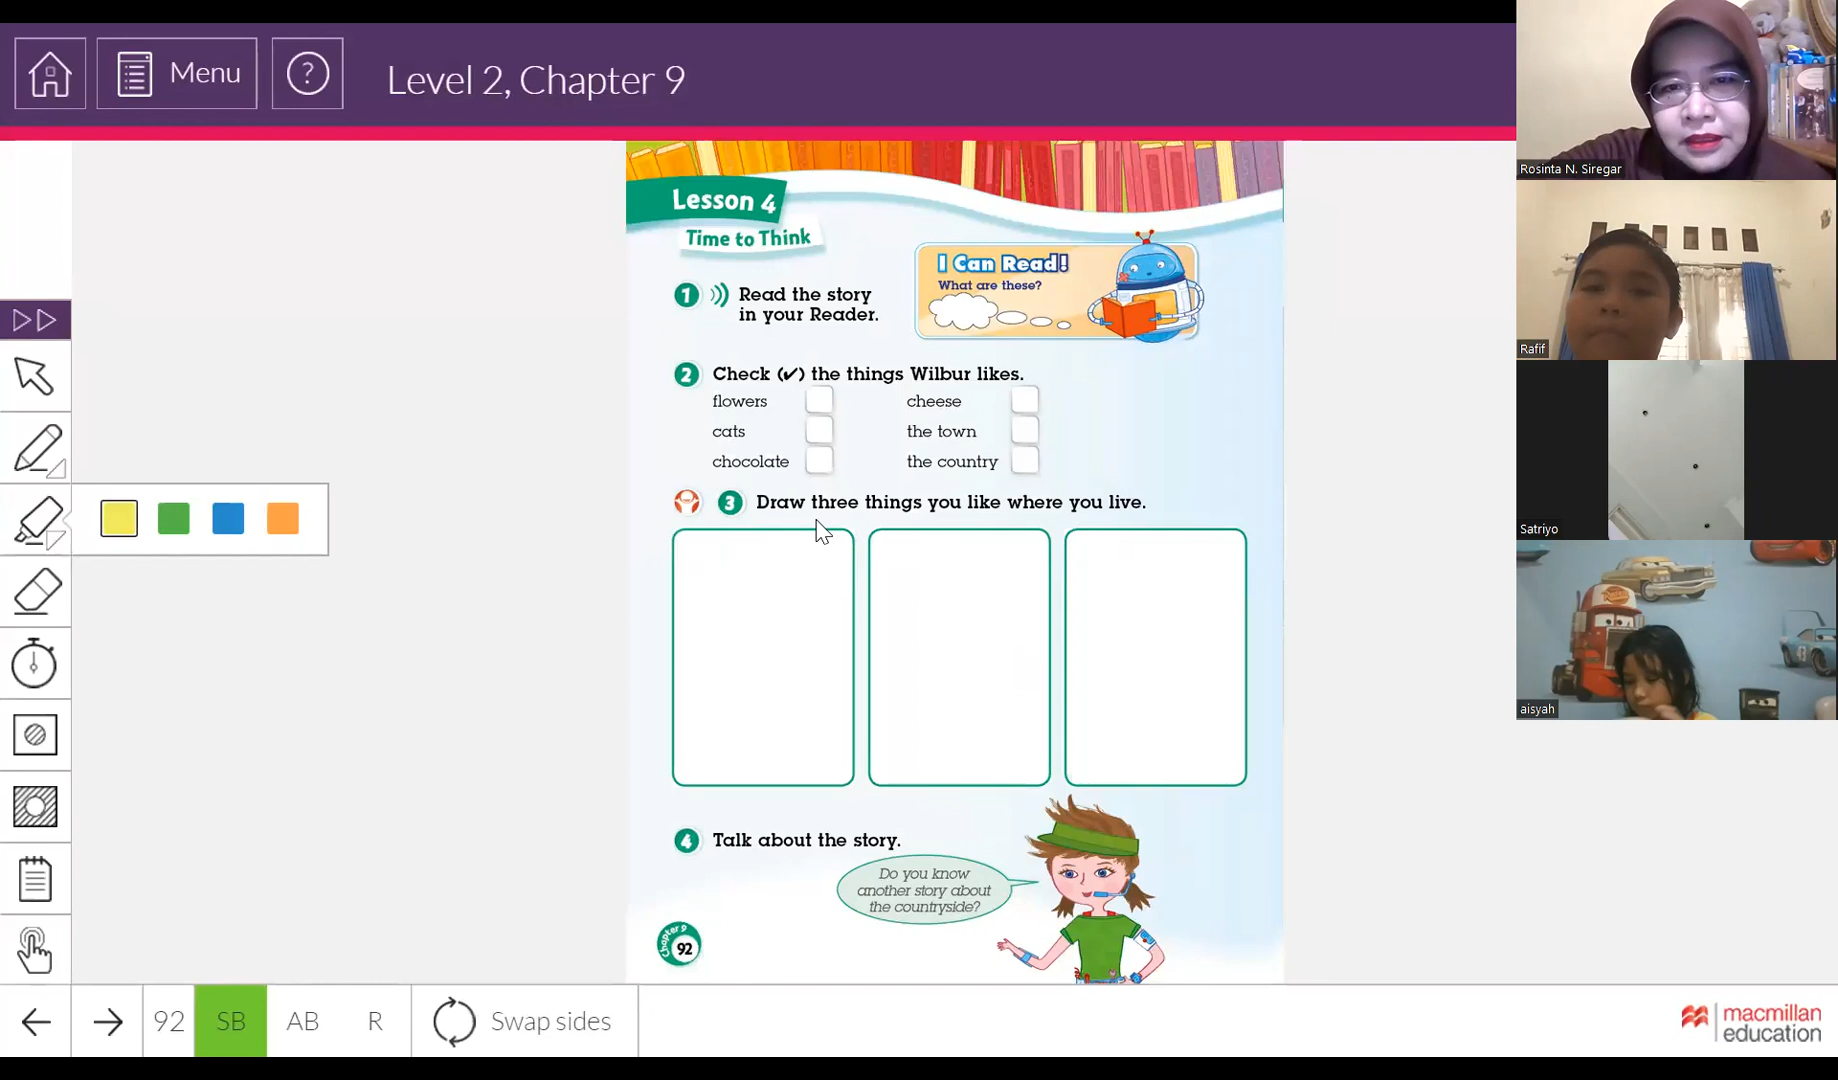 Menu
?
Level 2, Chapter 9
Rosinta N. Siregar
Rafif
Satriyo
aisyah
Lesson 4
Time to Think
I Can Read!
What are these?
1 Read the story
in your Reader.
2 Check (✔) the things Wilbur likes.
flowers cheese
cats the town
chocolate the country
3 Draw three things you like where you live.
4 Talk about the story.
Do you know
another story about
the countryside?
Chapter 9
92
92 SB AB R Swap sides
macmillan
education